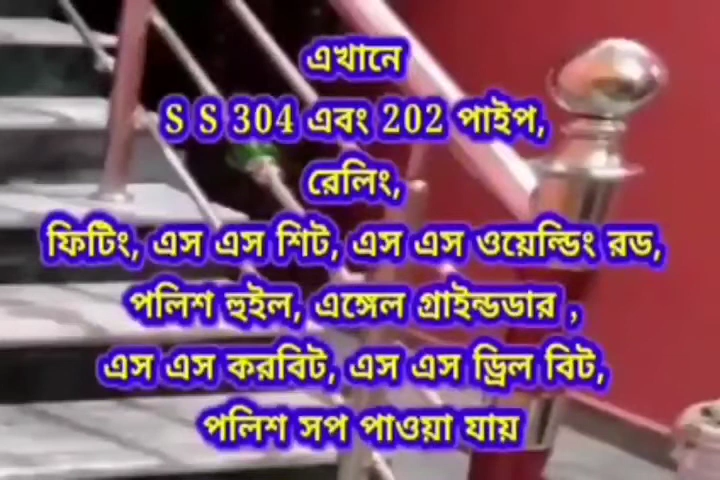 এখানে
S S 304 এবং 202 পাইপ,
রেলিং,
ফিটিং, এস এস শিট, এস এস ওয়েল্ডিং রড,
পলিশ হুইল, এঙ্গেল গ্রাইন্ডডার ,
এস এস করবিট, এস এস ড্রিল বিট,
পলিশ সপ পাওয়া যায়